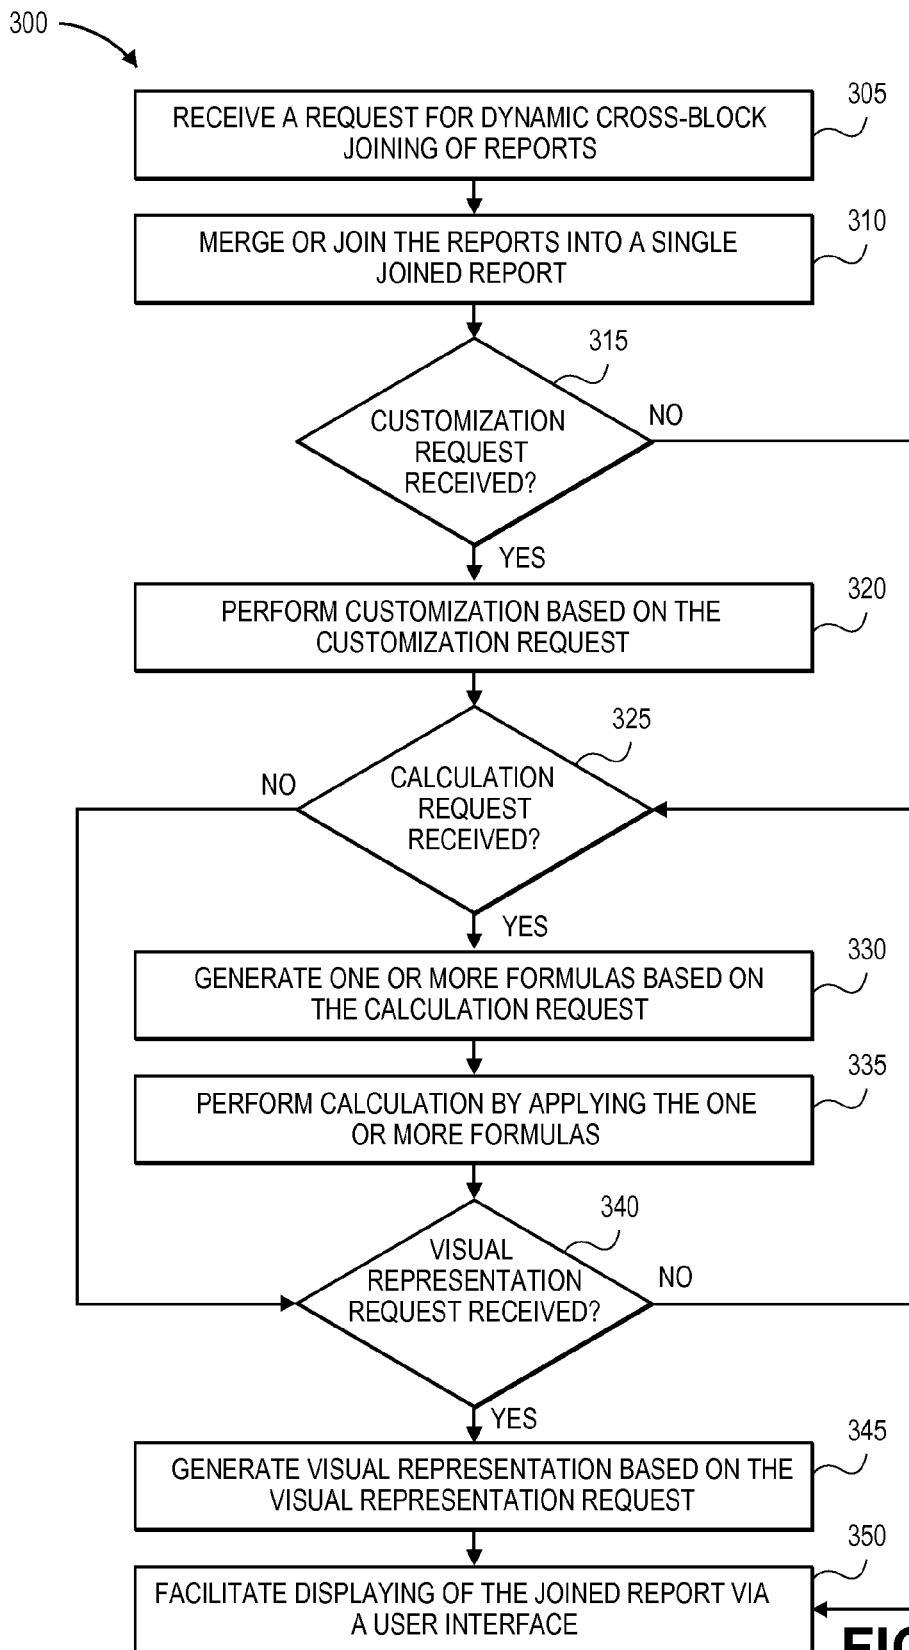 300
305
RECEIVE A REQUEST FOR DYNAMIC CROSS-BLOCK
JOINING OF REPORTS
310
MERGE OR JOIN THE REPORTS INTO A SINGLE
JOINED REPORT
315
CUSTOMIZATION
REQUEST
RECEIVED?
NO
YES
320
PERFORM CUSTOMIZATION BASED ON THE
CUSTOMIZATION REQUEST
325
NO
CALCULATION
REQUEST
RECEIVED?
YES
330
GENERATE ONE OR MORE FORMULAS BASED ON
THE CALCULATION REQUEST
335
PERFORM CALCULATION BY APPLYING THE ONE
OR MORE FORMULAS
340
VISUAL
REPRESENTATION
REQUEST RECEIVED?
NO
YES
345
GENERATE VISUAL REPRESENTATION BASED ON THE
VISUAL REPRESENTATION REQUEST
350
FACILITATE DISPLAYING OF THE JOINED REPORT VIA
A USER INTERFACE